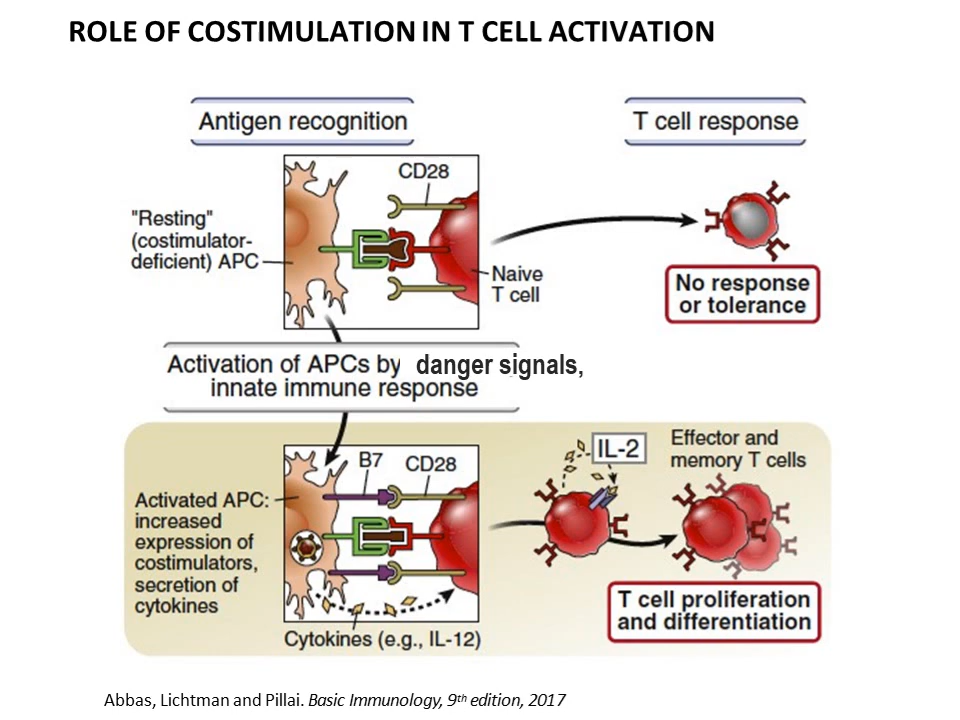 ROLE OF COSTIMULATION IN T CELL ACTIVATION
Antigen recognition
T cell response
CD28
"Resting"
(costimulator-
deficient) APC
Naive
T cell
No response
or tolerance
Activation of APCs by danger signals,
innate immune response
B7
CD28
Activated APC:
increased
expression of
costimulators,
secretion of
cytokines
Cytokines (e.g., IL-12)
IL-2
Effector and
memory T cells
T cell proliferation
and differentiation
Abbas, Lichtman and Pillai. Basic Immunology, 9th edition, 2017